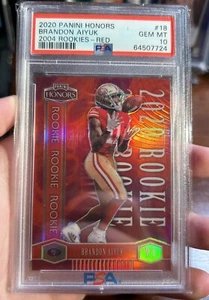 2020 PANINI HONORS #18
BRANDON AIYUK GEM MT
2004 ROOKIES-RED 10
PSA 64507724
HONORS
ROOKIE ROOKIE ROOKIE
2020 ROOKIE
ROOKIE
BRANDON AIYUK
PSA